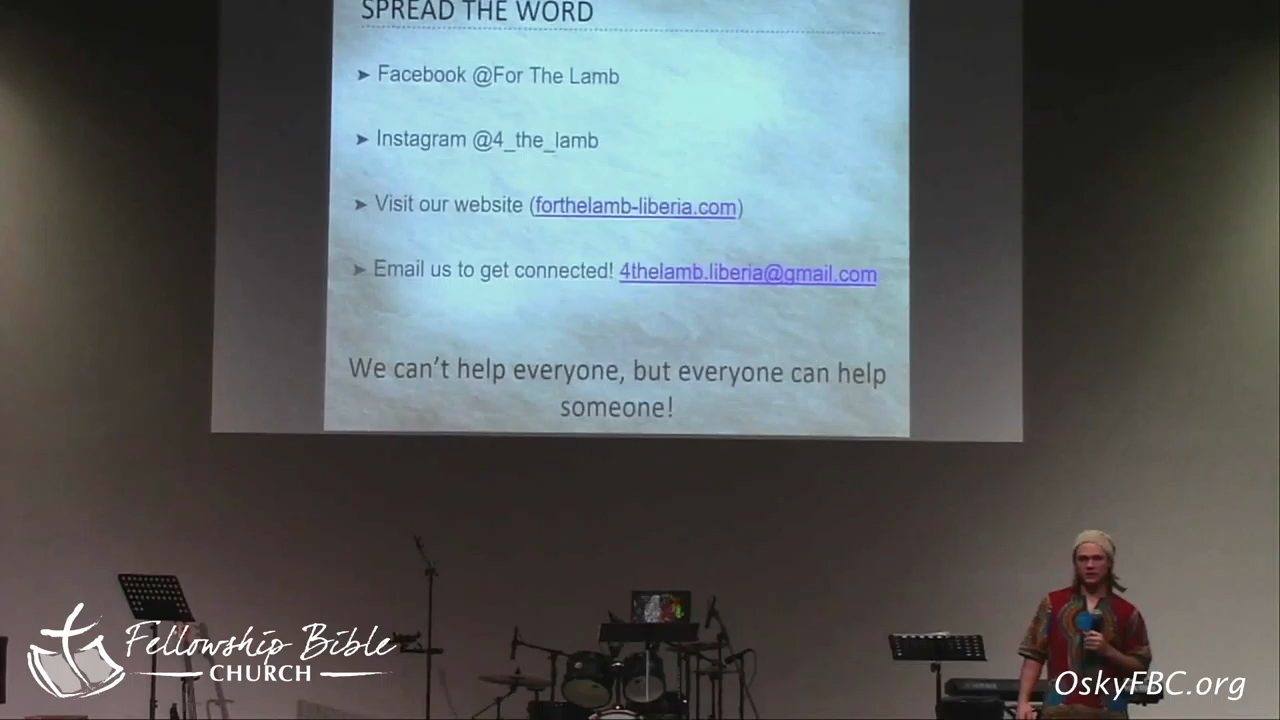 SPREAD THE WORD
➤ Facebook @For The Lamb
➤ Instagram @4_the_lamb
➤ Visit our website (forthelamb-liberia.com)
➤ Email us to get connected! 4thelamb.liberia@gmail.com
We can't help everyone, but everyone can help
someone!
Fellowship Bible
CHURCH
OskyFBC.org